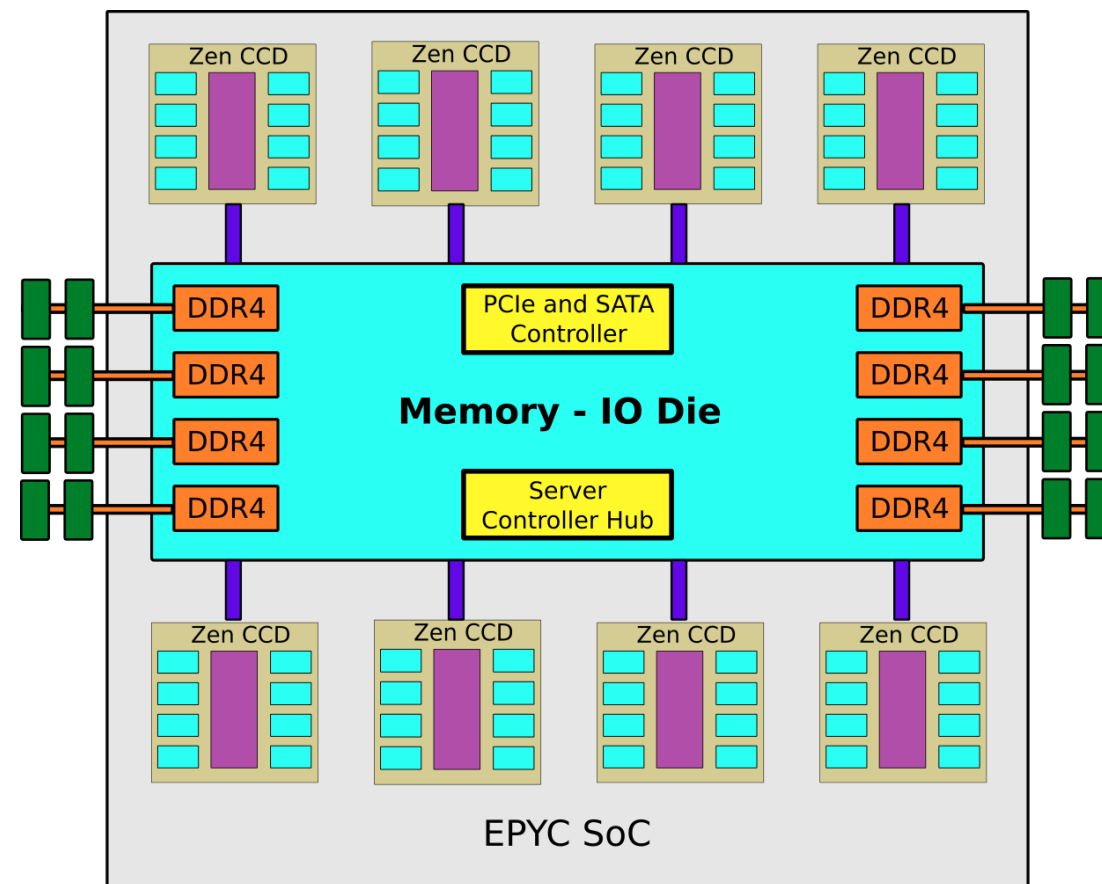 Zen CCD
Zen CCD
Zen CCD
Zen CCD
DDR4
DDR4
DDR4
DDR4
PCIe and SATA
Controller
Memory - IO Die
Server
Controller Hub
DDR4
DDR4
DDR4
DDR4
Zen CCD
Zen CCD
Zen CCD
Zen CCD
EPYC SoC